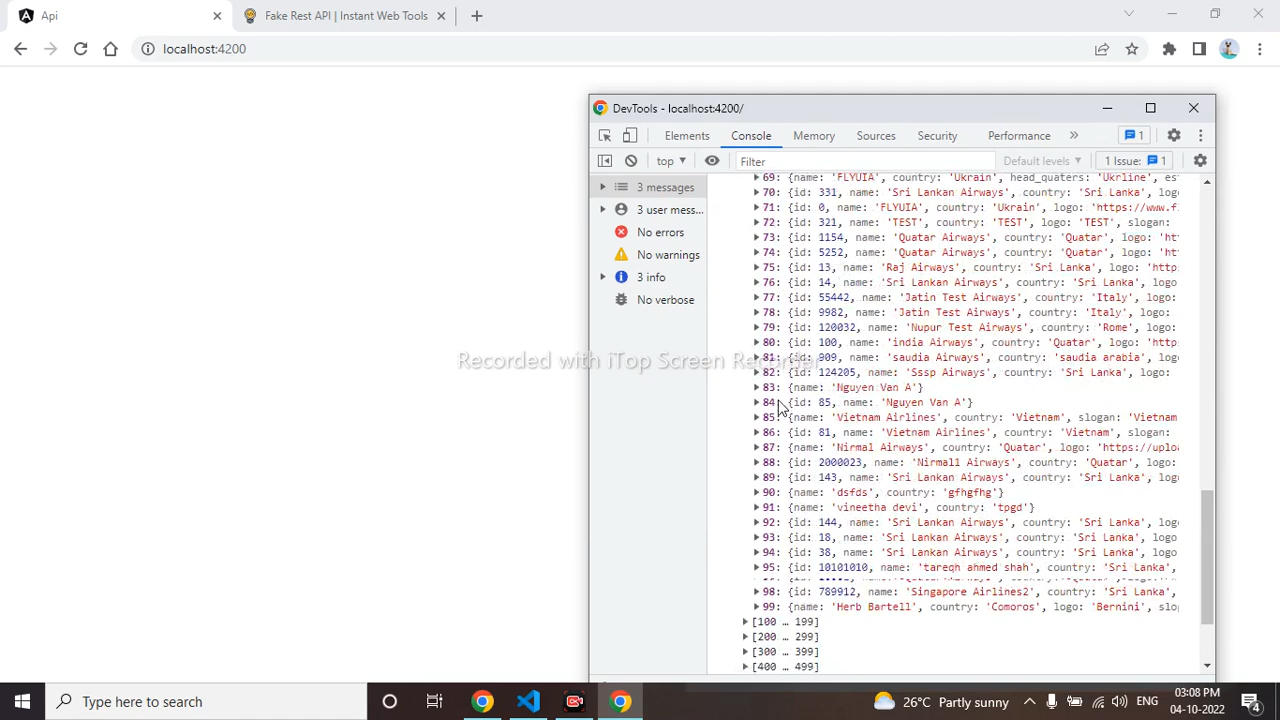 Api
Fake Rest API | Instant Web Tools
localhost:4200
DevTools - localhost:4200/
Elements Console Memory Sources Security Performance » 1
top Filter Default levels 1 Issue: 1
3 messages
3 user mess...
No errors
No warnings
3 info
No verbose
69: {name: 'FLYUIA', country: 'Ukrain', head_quaters: 'Ukrline', es
70: {id: 331, name: 'Sri Lankan Airways', country: 'Sri Lanka', log
71: {id: 0, name: 'FLYUIA', country: 'Ukrain', logo: 'https://www.f
72: {id: 321, name: 'TEST', country: 'TEST', logo: 'TEST', slogan:
73: {id: 1154, name: 'Quatar Airways', country: 'Quatar', logo: 'ht
74: {id: 5252, name: 'Quatar Airways', country: 'Quatar', logo: 'ht
75: {id: 13, name: 'Raj Airways', country: 'Sri Lanka', logo: 'http
76: {id: 14, name: 'Sri Lankan Airways', country: 'Sri Lanka', logo
77: {id: 55442, name: 'Jatin Test Airways', country: 'Italy', logo:
78: {id: 9982, name: 'Jatin Test Airways', country: 'Italy', logo:
79: {id: 120032, name: 'Nupur Test Airways', country: 'Rome', logo:
80: {id: 100, name: 'india Airways', country: 'Quatar', logo: 'http
81: {id: 909, name: 'saudia Airways', country: 'saudia arabia', log
Recorded with iTop Screen Recorder
82: {id: 124205, name: 'Sssp Airways', country: 'Sri Lanka', logo:
83: {name: 'Nguyen Van A'}
84: {id: 85, name: 'Nguyen Van A'}
85: {name: 'Vietnam Airlines', country: 'Vietnam', slogan: 'Vietnam
86: {id: 81, name: 'Vietnam Airlines', country: 'Vietnam', slogan:
87: {name: 'Nirmal Airways', country: 'Quatar', logo: 'https://uplo
88: {id: 2000023, name: 'Nirmal1 Airways', country: 'Quatar', logo:
89: {id: 143, name: 'Sri Lankan Airways', country: 'Sri Lanka', log
90: {name: 'dsfds', country: 'gfhgfhg'}
91: {name: 'vineetha devi', country: 'tpgd'}
92: {id: 144, name: 'Sri Lankan Airways', country: 'Sri Lanka', log
93: {id: 18, name: 'Sri Lankan Airways', country: 'Sri Lanka', logo
94: {id: 38, name: 'Sri Lankan Airways', country: 'Sri Lanka', logo
95: {id: 10101010, name: 'tareqh ahmed shah', country: 'Sri Lanka',
98: {id: 789912, name: 'Singapore Airlines2', country: 'Sri Lanka',
99: {name: 'Herb Bartell', country: 'Comoros', logo: 'Bernini', slo
[100 … 199]
[200 … 299]
[300 … 399]
[400 … 499]
Type here to search
26°C Partly sunny
ENG
03:08 PM
04-10-2022
4